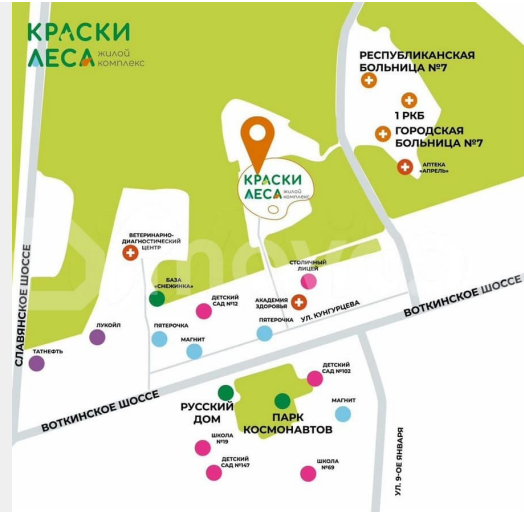 КРАСКИ
ЛЕСА жилой
комплекс
РЕСПУБЛИКАНСКАЯ
БОЛЬНИЦА №7
1 РКБ
ГОРОДСКАЯ
БОЛЬНИЦА №7
АПТЕКА
«АПРЕЛЬ»
КРАСКИ
ЛЕСА жилой
комплекс
ВЕТЕРИНАРНО-
ДИАГНОСТИЧЕСКИЙ
ЦЕНТР
СЛАВЯНСКОЕ ШОССЕ
БАЗА
«СНЕЖИНКА»
ДЕТСКИЙ
САД №12
СТОЛИЧНЫЙ
ЛИЦЕЙ
АКАДЕМИЯ
ЗДОРОВЬЯ
УЛ. КУНГУРЦЕВА
ВОТКИНСКОЕ ШОССЕ
ЛУКОЙЛ
ТАТНЕФТЬ
ПЯТЕРОЧКА
МАГНИТ
ПЯТЕРОЧКА
ВОТКИНСКОЕ ШОССЕ
ДЕТСКИЙ
САД №102
РУССКИЙ
ДОМ
ПАРК
КОСМОНАВТОВ
МАГНИТ
ШКОЛА
№19
ДЕТСКИЙ
САД №147
ШКОЛА
№69
УЛ. 9-ОЕ ЯНВАРЯ